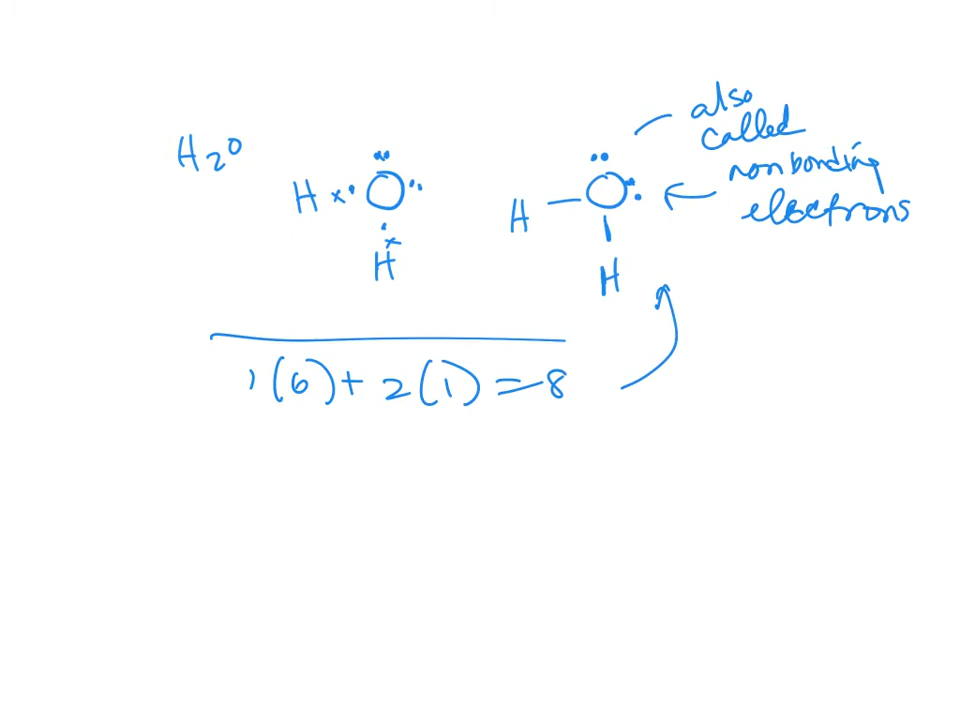 also
called
nonbonding
electrons
H2O
H x· O
H
H — O
H
1(6) + 2(1) = 8